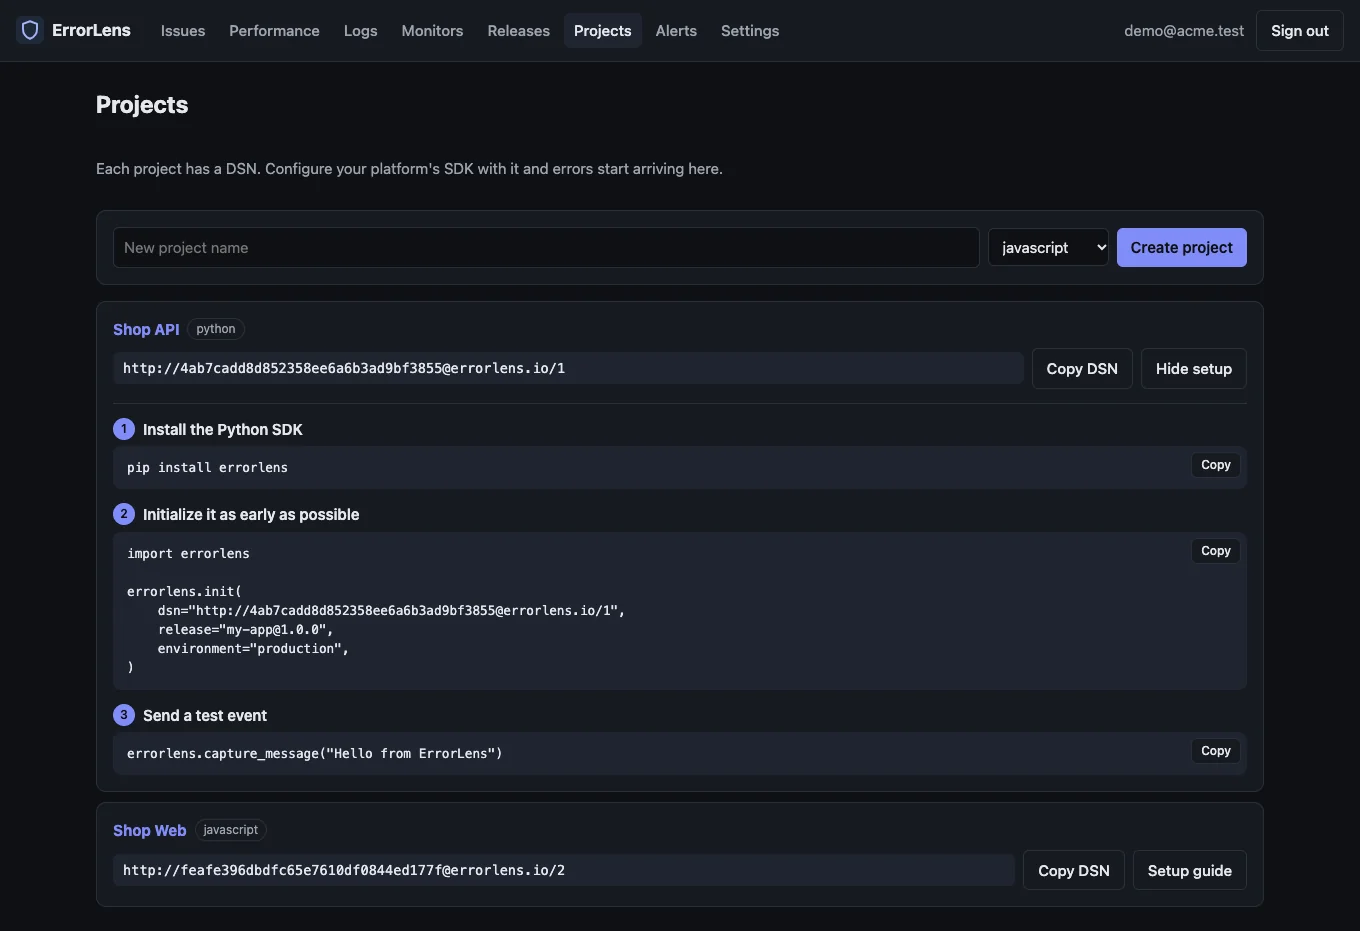 ErrorLens Issues Performance Logs Monitors Releases Projects Alerts Settings demo@acme.test Sign out
Projects
Each project has a DSN. Configure your platform's SDK with it and errors start arriving here.
New project name javascript Create project
Shop API python
http://4ab7cadd8d852358ee6a6b3ad9bf3855@errorlens.io/1 Copy DSN Hide setup
1 Install the Python SDK
pip install errorlens Copy
2 Initialize it as early as possible
import errorlens Copy
errorlens.init(
    dsn="http://4ab7cadd8d852358ee6a6b3ad9bf3855@errorlens.io/1",
    release="my-app@1.0.0",
    environment="production",
)
3 Send a test event
errorlens.capture_message("Hello from ErrorLens") Copy
Shop Web javascript
http://feafe396dbdfc65e7610df0844ed177f@errorlens.io/2 Copy DSN Setup guide